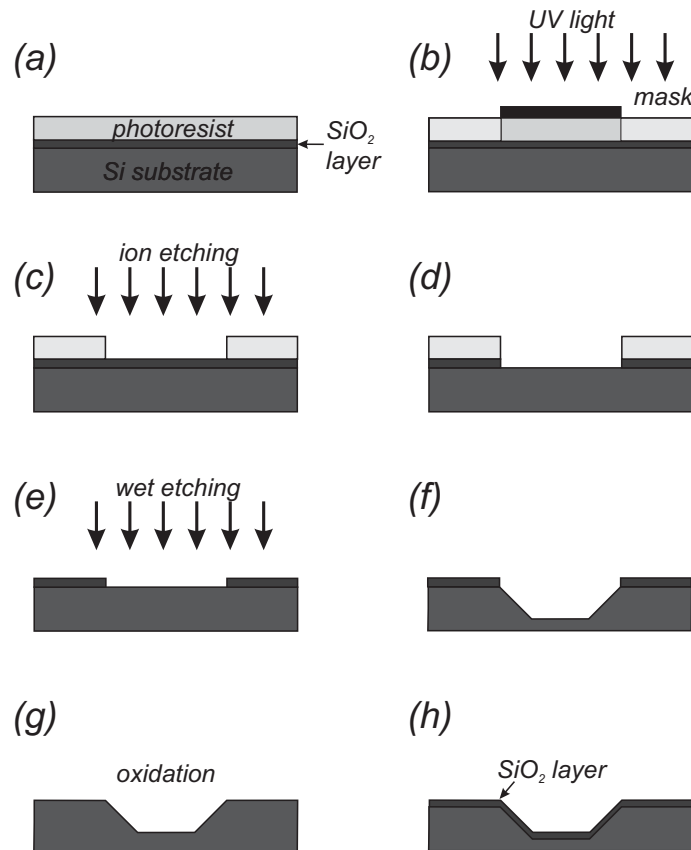 (a)
photoresist
SiO2
layer
Si substrate
(b)
UV light
mask
(c)
ion etching
(d)
(e)
wet etching
(f)
(g)
oxidation
(h)
SiO2 layer